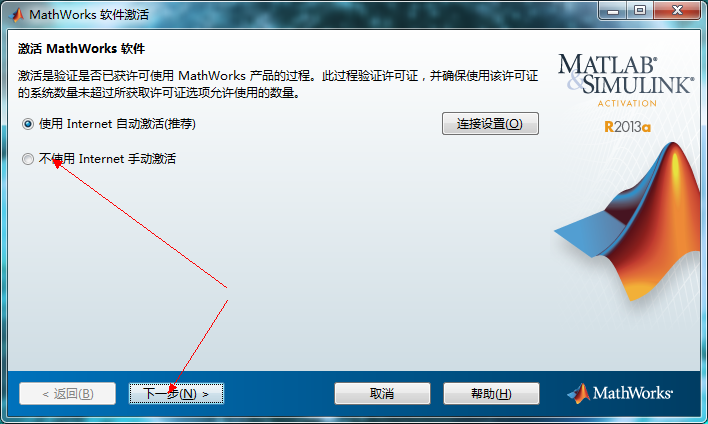 MathWorks 软件激活
激活 MathWorks 软件
激活是验证是否已获许可使用 MathWorks 产品的过程。此过程验证许可证，并确保使用该许可证
的系统数量未超过所获取许可证选项允许使用的数量。
使用 Internet 自动激活(推荐)
连接设置(O)
不使用 Internet 手动激活
MATLAB®
&SIMULINK®
ACTIVATION
R2013a
< 返回(B)
下一步(N) >
取消
帮助(H)
MathWorks®